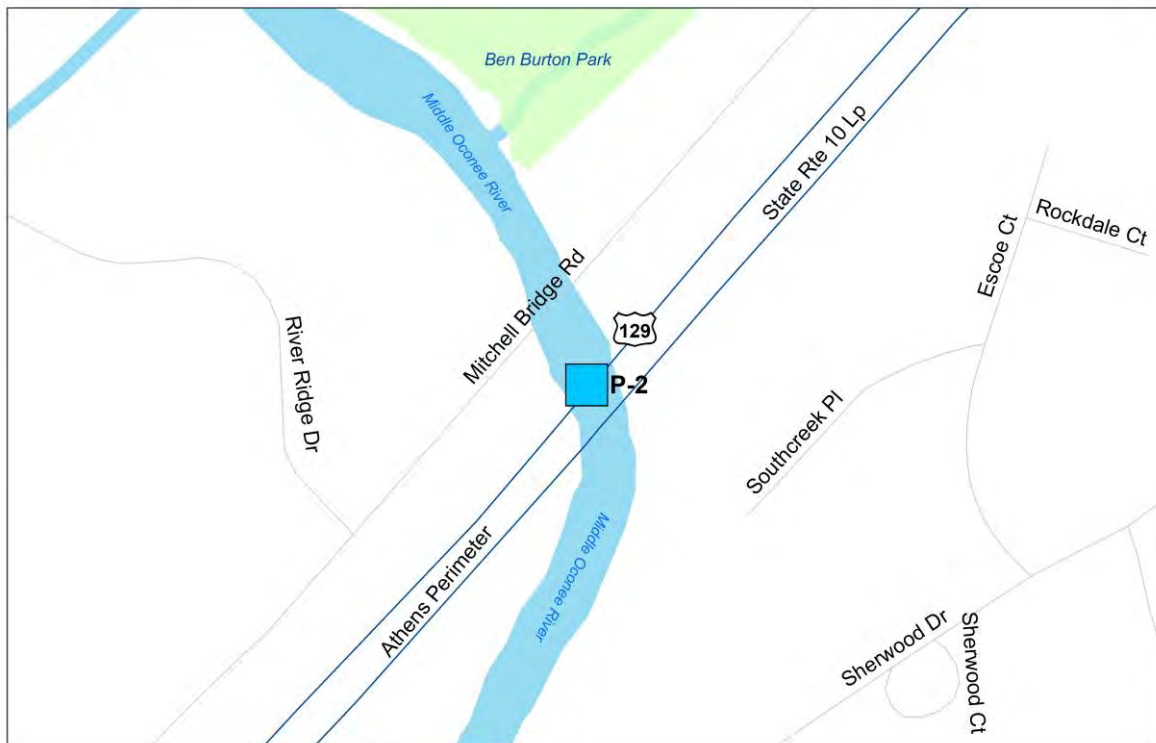 Ben Burton Park
Middle Oconee River
State Rte 10 Lp
Rockdale Ct
Escoe Ct
Mitchell Bridge Rd
129
River Ridge Dr
P-2
Southcreek Pl
Athens Perimeter
Middle Oconee River
Sherwood Dr
Sherwood Ct